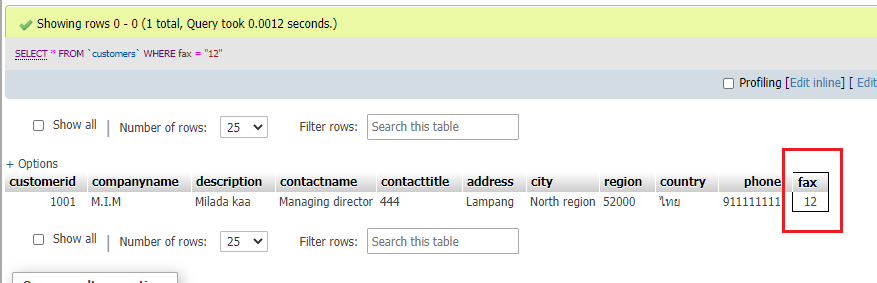 Showing rows 0 - 0 (1 total, Query took 0.0012 seconds.)
SELECT * FROM `customers` WHERE fax = "12"
Profiling [Edit inline] [ Edit
Show all | Number of rows: 25 Filter rows: Search this table
+ Options
customerid companyname description contactname contacttitle address city region country phone fax
1001 M.I.M Milada kaa Managing director 444 Lampang North region 52000 ไทย 911111111 12
Show all | Number of rows: 25 Filter rows: Search this table